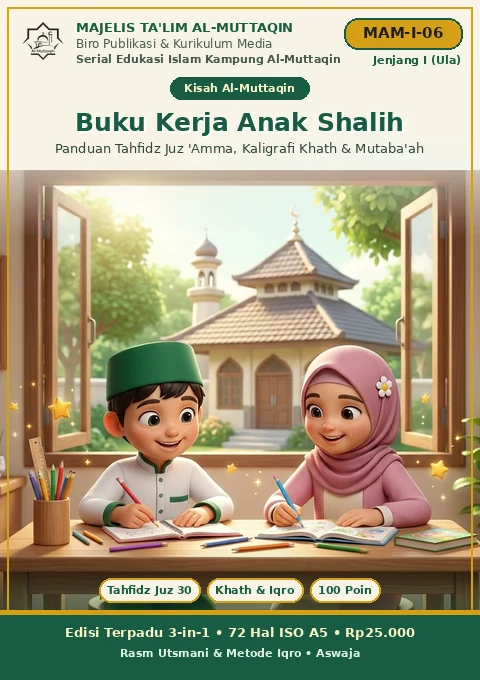 MAJELIS TA'LIM AL-MUTTAQIN
Biro Publikasi & Kurikulum Media
Serial Edukasi Islam Kampung Al-Muttaqin
MAM-I-06
Jenjang I (Ula)
Al-Muttaqin
Kisah Al-Muttaqin
Buku Kerja Anak Shalih
Panduan Tahfidz Juz 'Amma, Kaligrafi Khath & Mutaba'ah
Tahfidz Juz 30
Khath & Iqro
100 Poin
Edisi Terpadu 3-in-1 • 72 Hal ISO A5 • Rp25.000
Rasm Utsmani & Metode Iqro • Aswaja